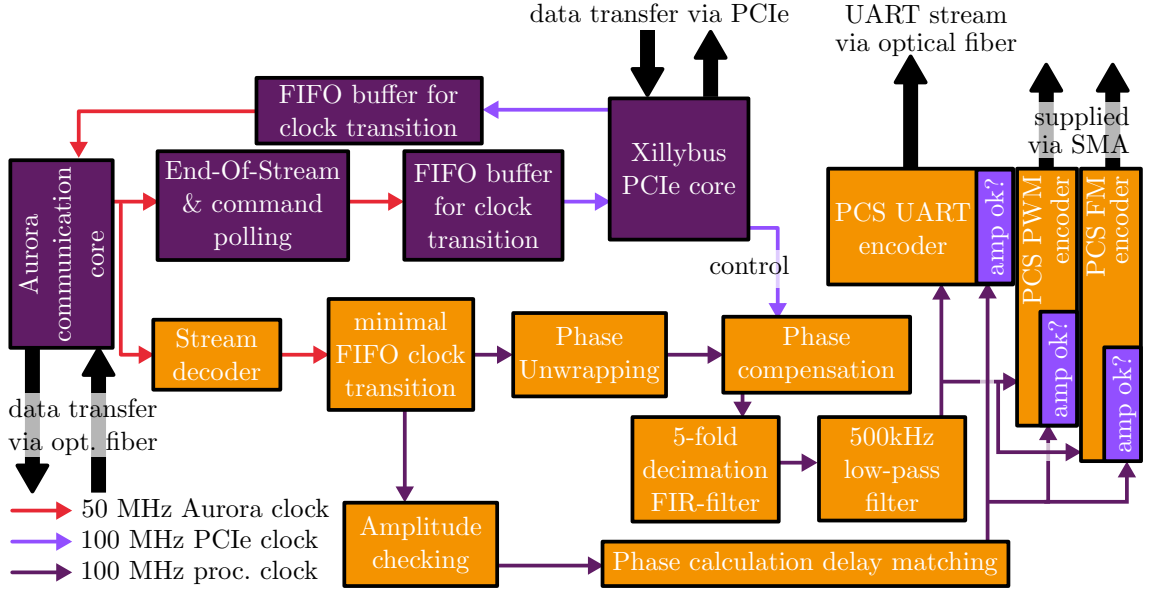 data transfer via PCIe
UART stream
via optical fiber
supplied
via SMA
FIFO buffer for
clock transition
Xillybus
PCIe core
Aurora
communication
core
End-Of-Stream
& command
polling
FIFO buffer
for clock
transition
PCS UART
encoder
amp ok?
PCS PWM
encoder
amp ok?
PCS FM
encoder
amp ok?
control
Stream
decoder
minimal
FIFO clock
transition
Phase
Unwrapping
Phase
compensation
data transfer
via opt. fiber
5-fold
decimation
FIR-filter
500kHz
low-pass
filter
50 MHz Aurora clock
100 MHz PCIe clock
100 MHz proc. clock
Amplitude
checking
Phase calculation delay matching